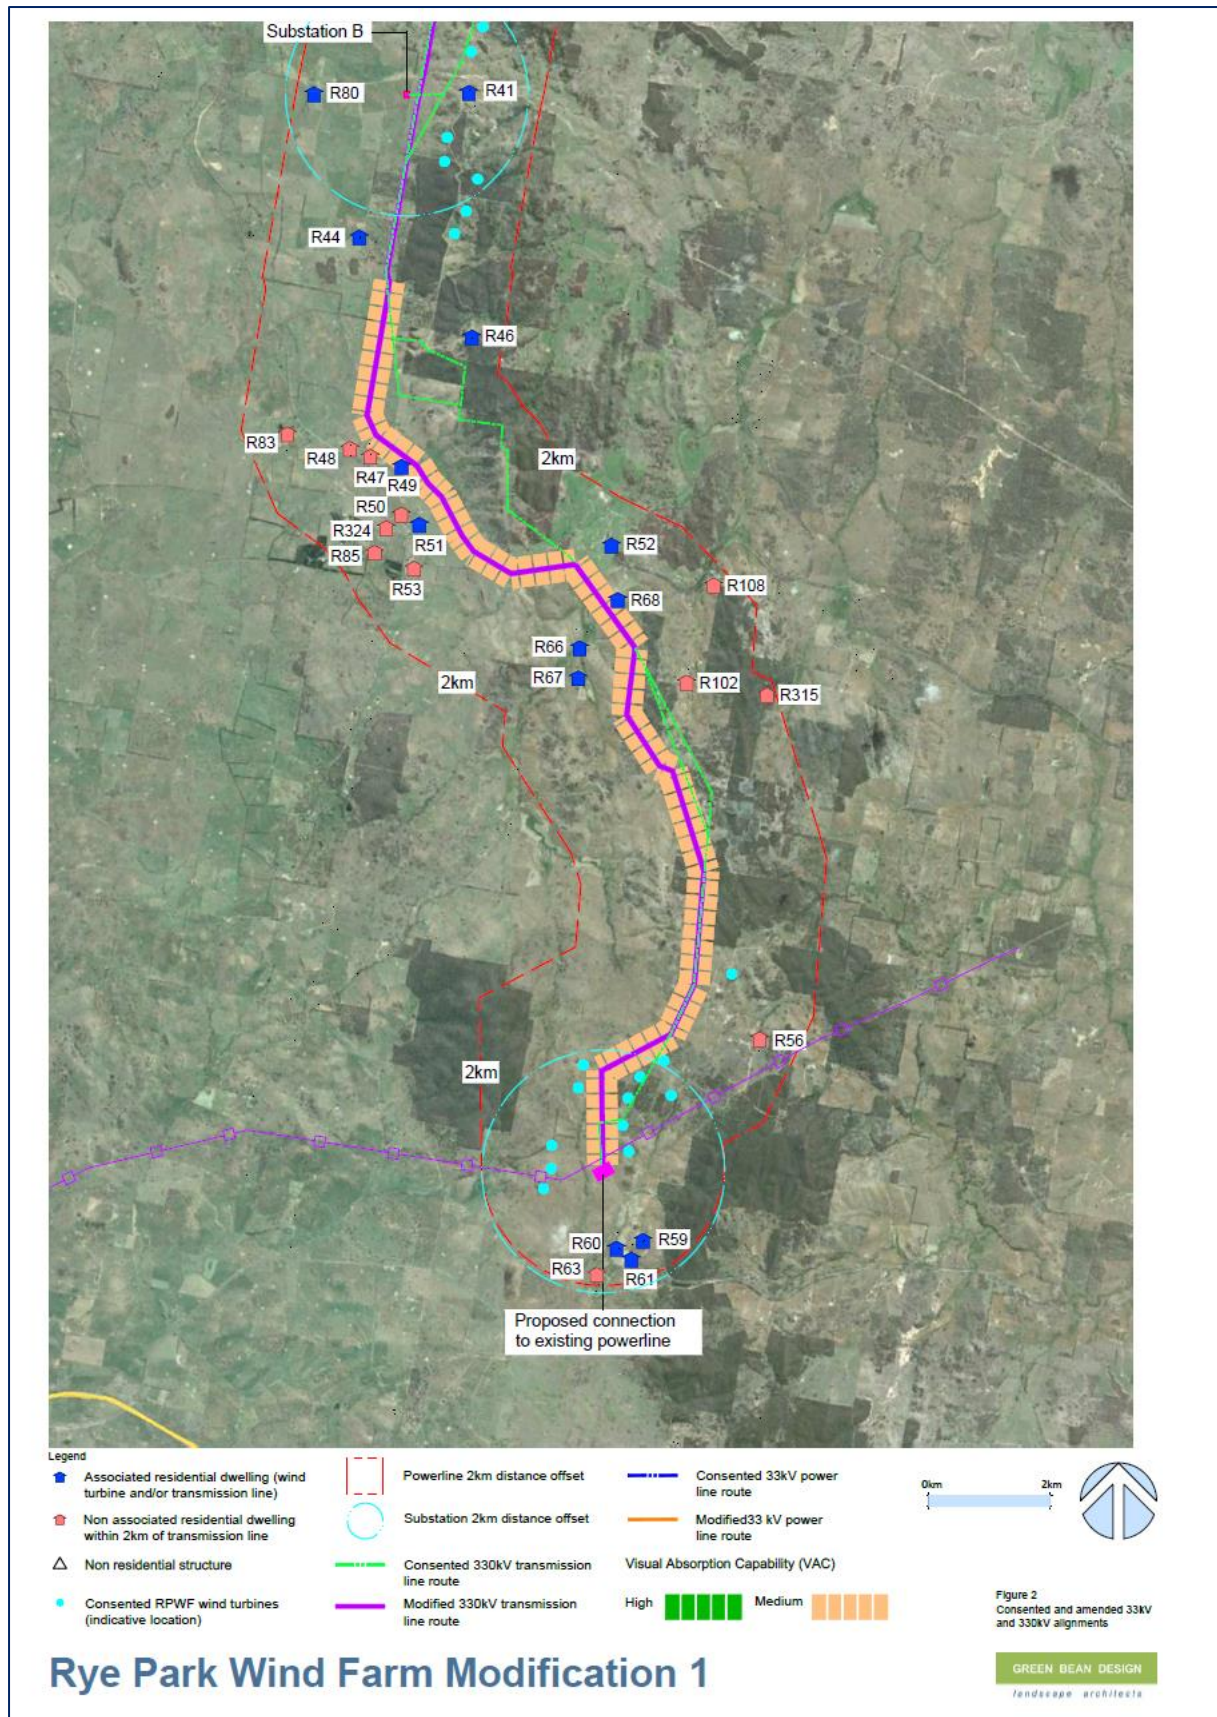 Substation B
R80
R41
R44
R46
R83
R48
R47
R49
2km
R50
R324
R51
R85
R53
R52
R108
R68
R66
R67
2km
R102
R315
R56
2km
R60
R59
R63
R61
Proposed connection
to existing powerline
Legend
Associated residential dwelling (wind
turbine and/or transmission line)
Non associated residential dwelling
within 2km of transmission line
Non residential structure
Consented RPWF wind turbines
(indicative location)
Powerline 2km distance offset
Substation 2km distance offset
Consented 330kV transmission
line route
Modified 330kV transmission
line route
Consented 33kV power
line route
Modified33 kV power
line route
Visual Absorption Capability (VAC)
High
Medium
0km
2km
Figure 2
Consented and amended 33kV
and 330kV alignments
Rye Park Wind Farm Modification 1
GREEN BEAN DESIGN
landscape architects